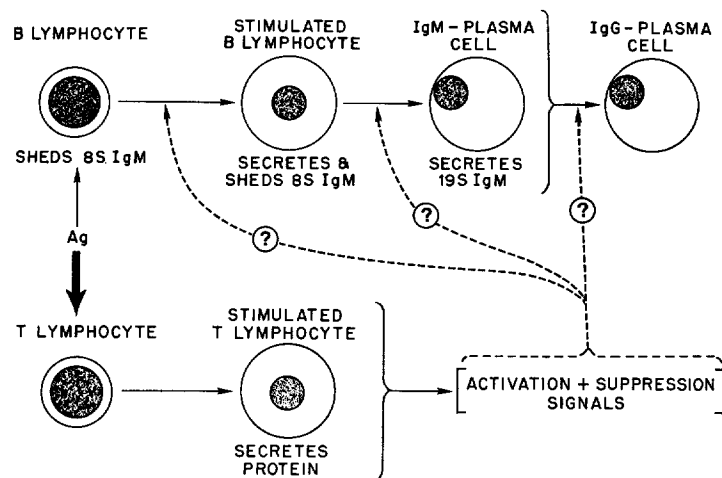 B LYMPHOCYTE
SHEDS 8S IgM
STIMULATED
B LYMPHOCYTE
SECRETES &
SHEDS 8S IgM
IgM-PLASMA
CELL
SECRETES
19S IgM
IgG-PLASMA
CELL
?
?
?
Ag
T LYMPHOCYTE
STIMULATED
T LYMPHOCYTE
SECRETES
PROTEIN
ACTIVATION + SUPPRESSION
SIGNALS